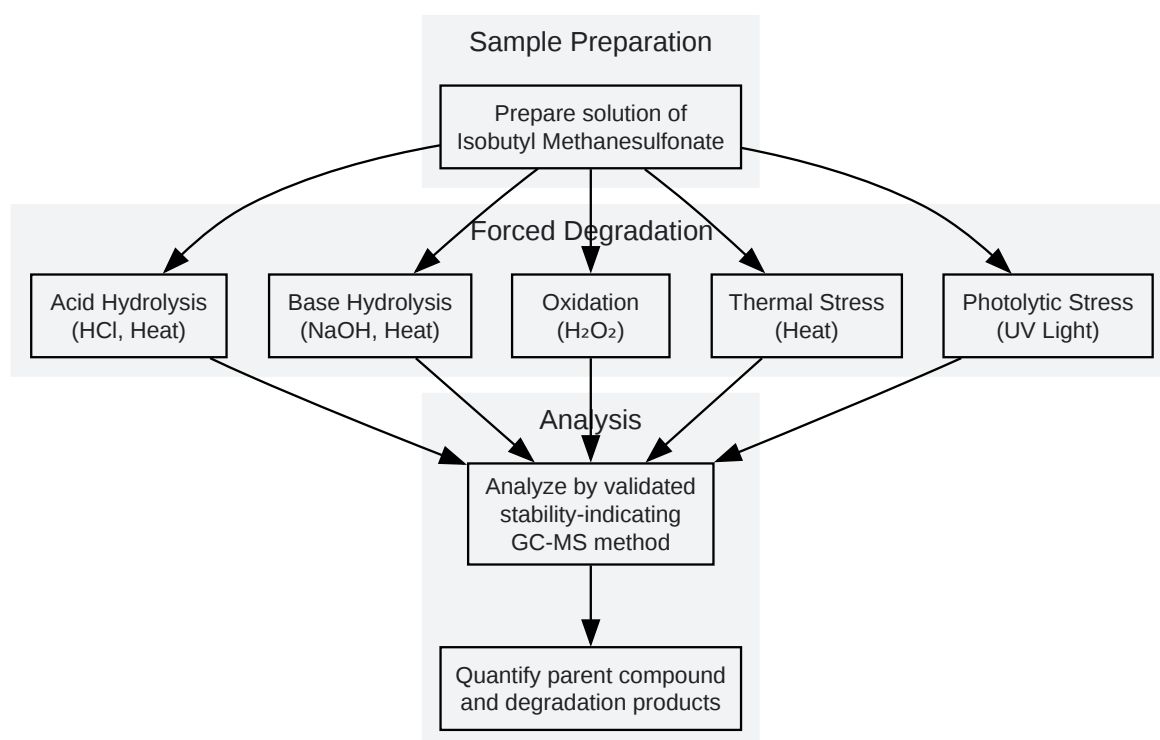 Sample Preparation
Prepare solution of
Isobutyl Methanesulfonate
Forced Degradation
Acid Hydrolysis
(HCl, Heat)
Base Hydrolysis
(NaOH, Heat)
Oxidation
(H₂O₂)
Thermal Stress
(Heat)
Photolytic Stress
(UV Light)
Analysis
Analyze by validated
stability-indicating
GC-MS method
Quantify parent compound
and degradation products